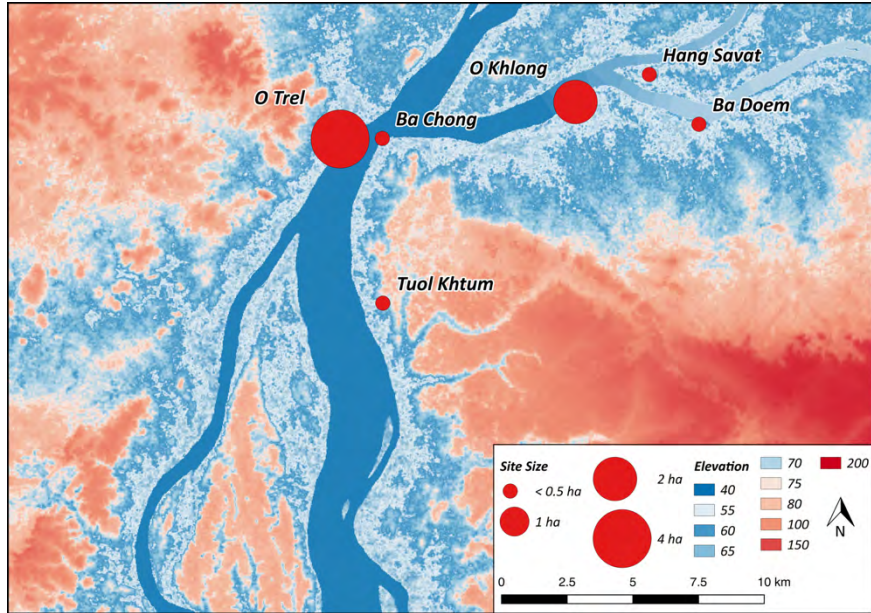 Hang Savat
O Khlong
O Trel
Ba Chong
Ba Doem
Tuol Khtum
Site Size
< 0.5 ha
1 ha
2 ha
4 ha
Elevation
40
55
60
65
70
75
80
100
150
200
N
0 2.5 5 7.5 10 km